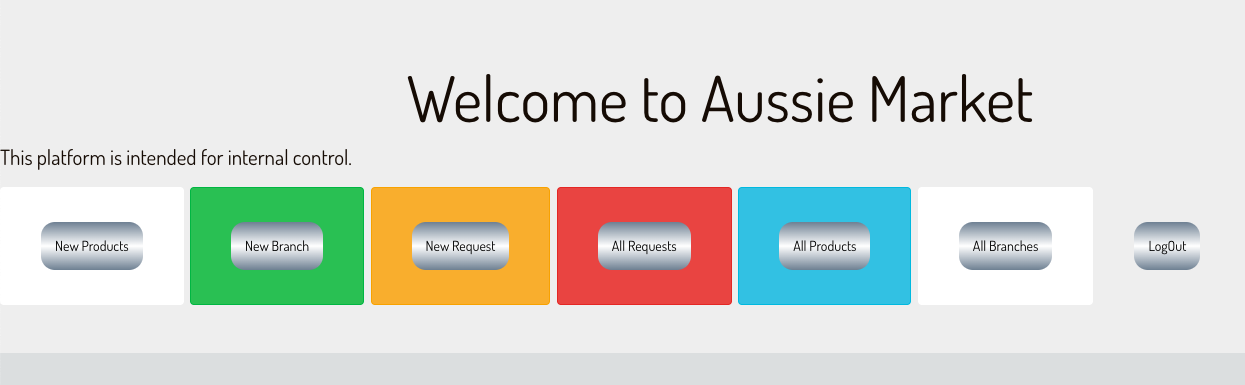 Welcome to Aussie Market
This platform is intended for internal control.
New Products
New Branch
New Request
All Requests
All Products
All Branches
LogOut